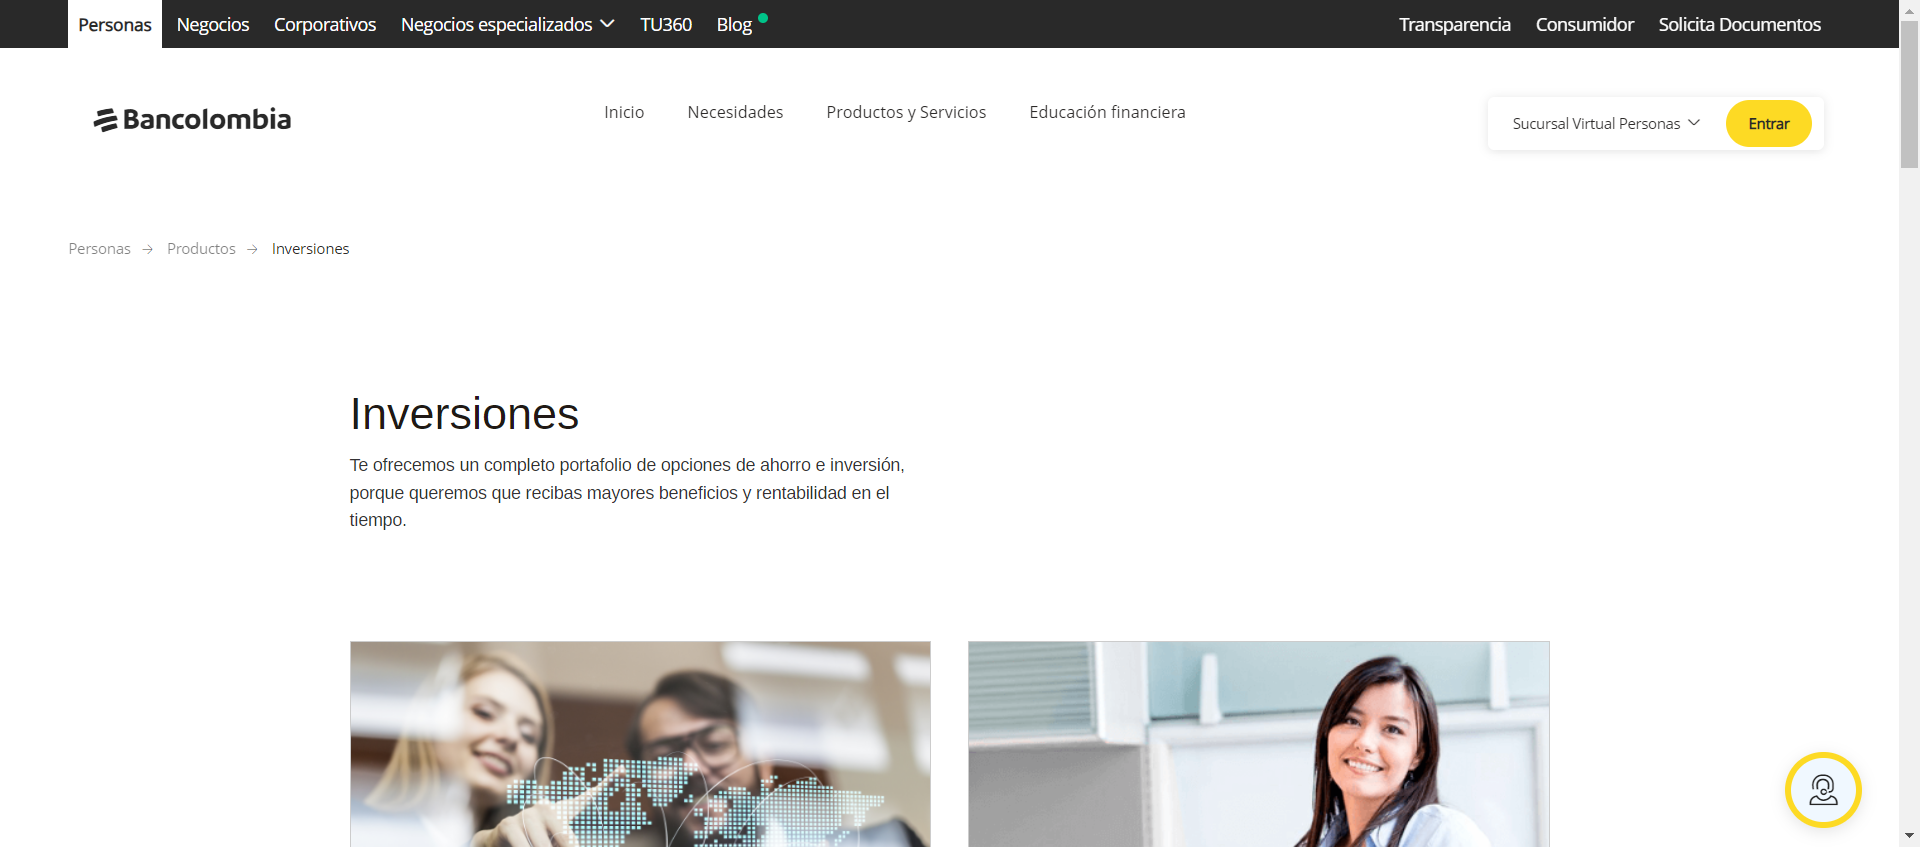 Personas Negocios Corporativos Negocios especializados TU360 Blog Transparencia Consumidor Solicita Documentos
Bancolombia Inicio Necesidades Productos y Servicios Educación financiera Sucursal Virtual Personas Entrar
Personas → Productos → Inversiones
Inversiones
Te ofrecemos un completo portafolio de opciones de ahorro e inversión,
porque queremos que recibas mayores beneficios y rentabilidad en el
tiempo.